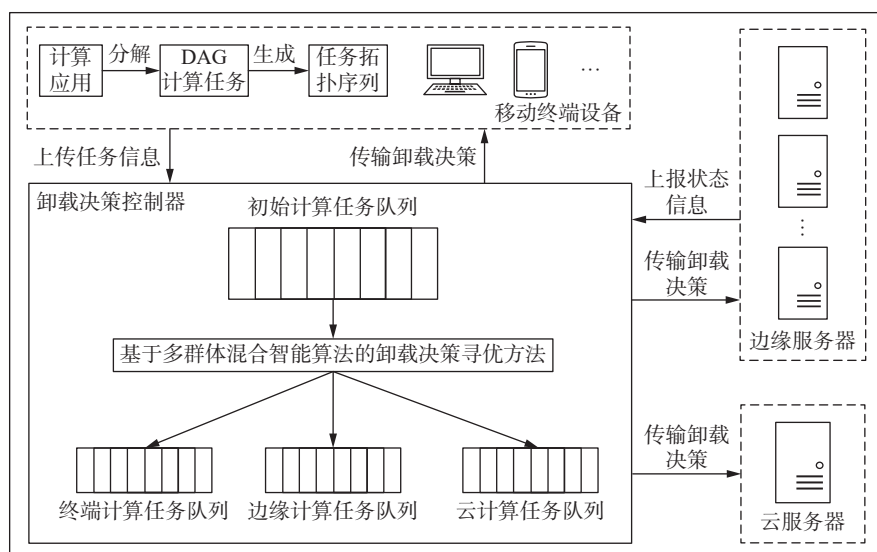 计算
应用
分解
DAG
计算任务
生成
任务拓
扑序列
…
移动终端设备
上传任务信息
传输卸载决策
卸载决策控制器
初始计算任务队列
基于多群体混合智能算法的卸载决策寻优方法
终端计算任务队列
边缘计算任务队列
云计算任务队列
上报状态
信息
传输卸载
决策
…
边缘服务器
传输卸载
决策
云服务器